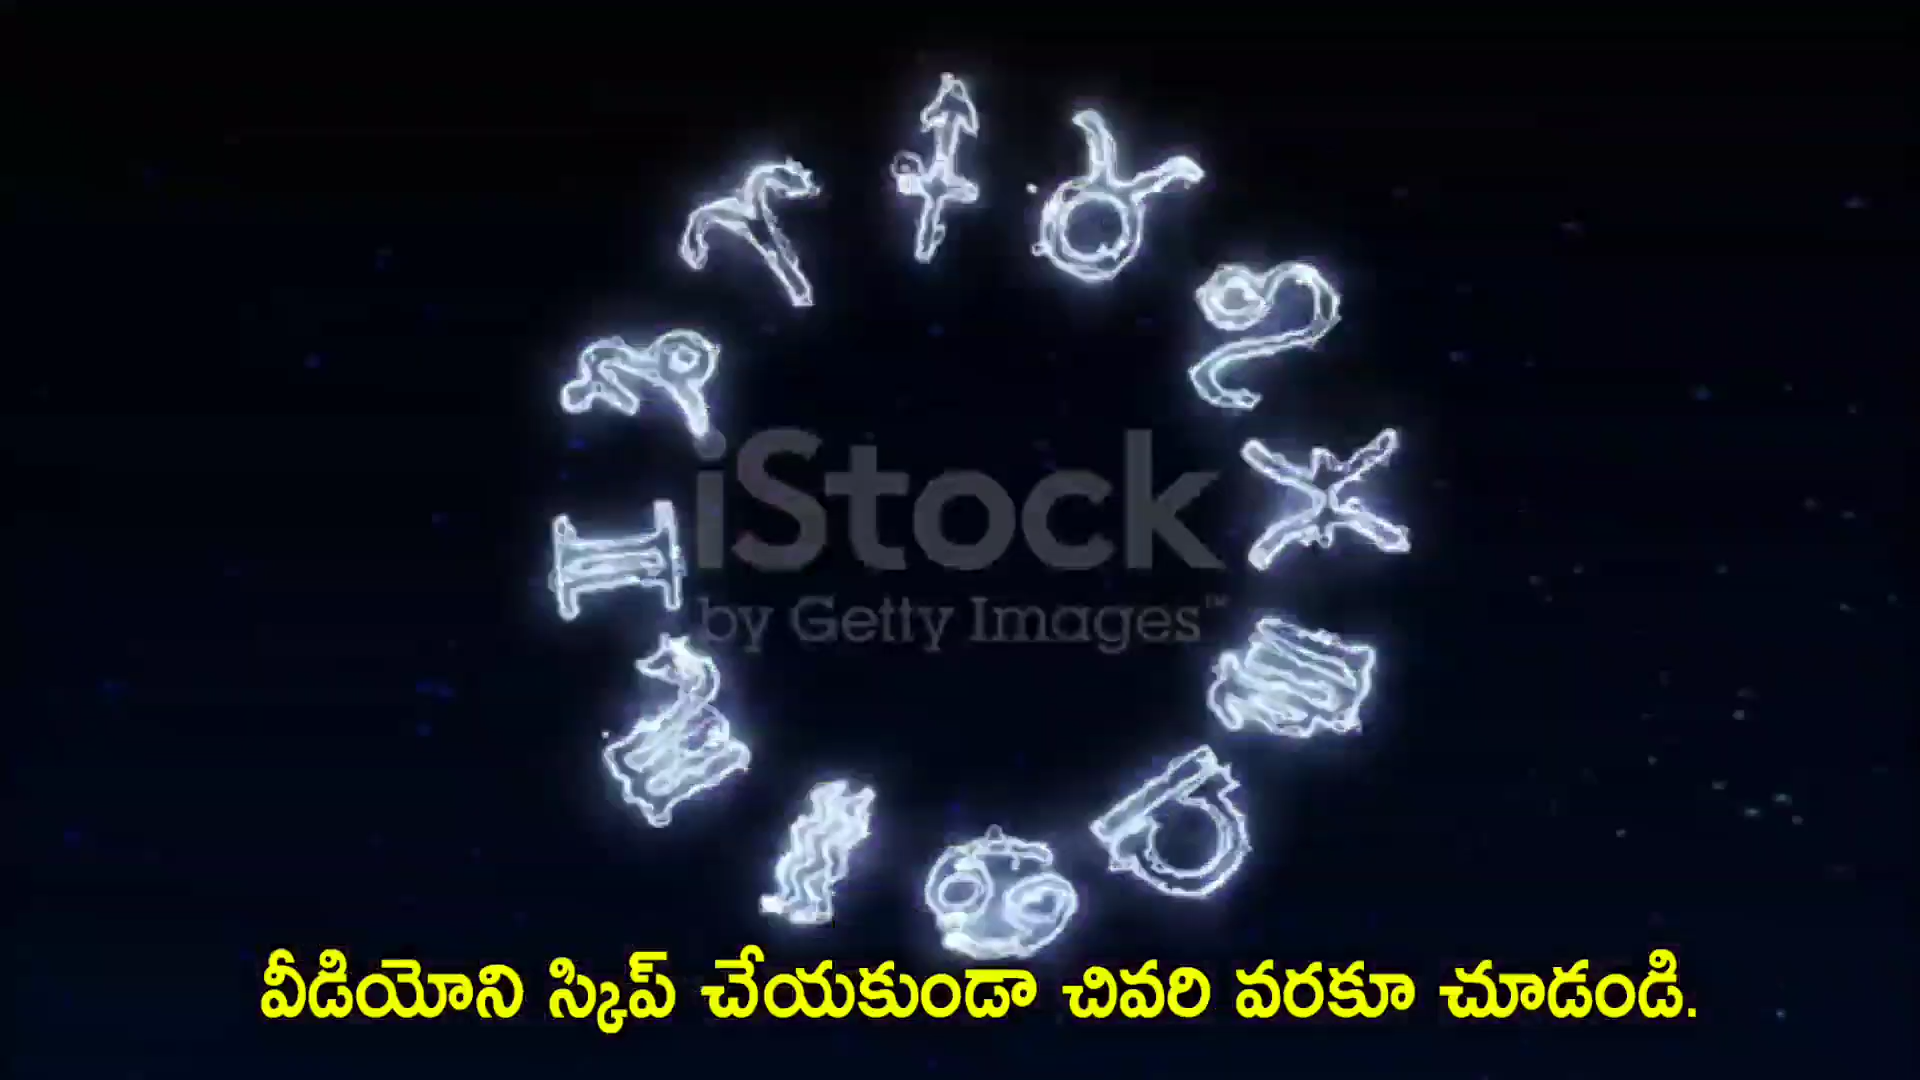 iStock
by Getty Images™
వీడియోని స్కిప్ చేయకుండా చివరి వరకూ చూడండి.